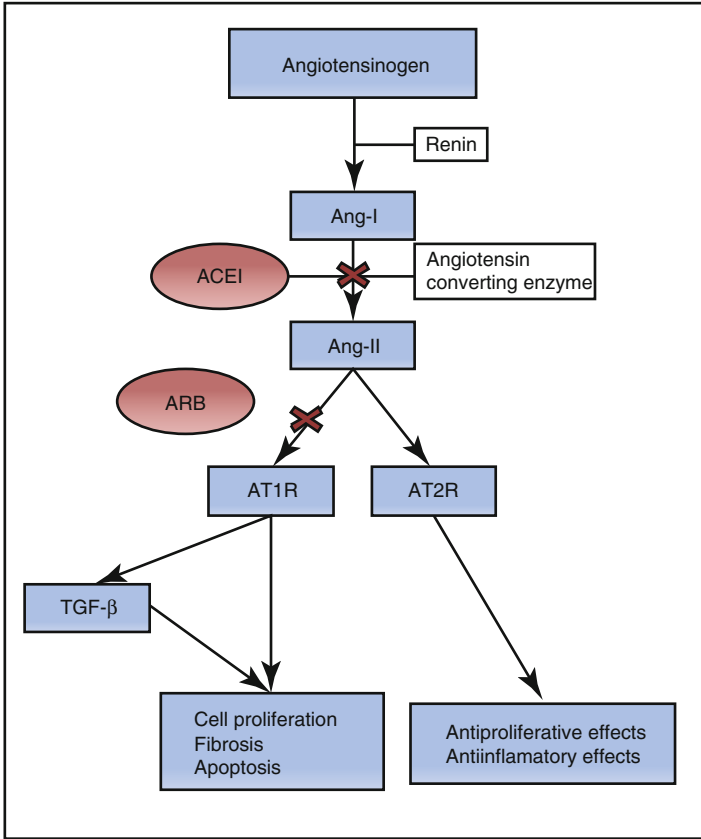 Angiotensinogen
Renin
Ang-I
ACEI
Angiotensin
converting enzyme
Ang-II
ARB
AT1R
AT2R
TGF-β
Cell proliferation
Fibrosis
Apoptosis
Antiproliferative effects
Antiinflamatory effects